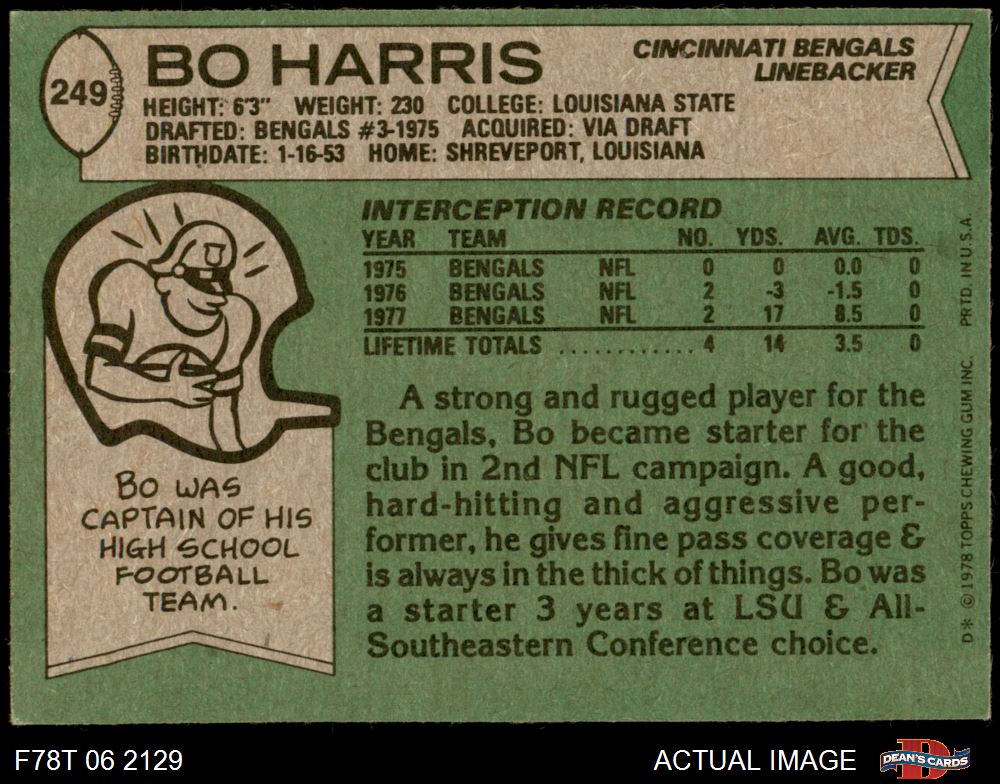 249
BO HARRIS
CINCINNATI BENGALS
LINEBACKER
HEIGHT: 6'3" WEIGHT: 230 COLLEGE: LOUISIANA STATE
DRAFTED: BENGALS #3-1975 ACQUIRED: VIA DRAFT
BIRTHDATE: 1-16-53 HOME: SHREVEPORT, LOUISIANA
INTERCEPTION RECORD
YEAR TEAM NO. YDS. AVG. TDS.
1975 BENGALS NFL 0 0 0.0 0
1976 BENGALS NFL 2 -3 -1.5 0
1977 BENGALS NFL 2 17 8.5 0
LIFETIME TOTALS ............. 4 14 3.5 0
A strong and rugged player for the
Bengals, Bo became starter for the
club in 2nd NFL campaign. A good,
hard-hitting and aggressive per-
former, he gives fine pass coverage &
is always in the thick of things. Bo was
a starter 3 years at LSU & All-
Southeastern Conference choice.
BO WAS
CAPTAIN OF HIS
HIGH SCHOOL
FOOTBALL
TEAM.
D* © 1978 TOPPS CHEWING GUM INC. PRTD. IN U.S.A.
F78T 06 2129
ACTUAL IMAGE
DEAN'S CARDS